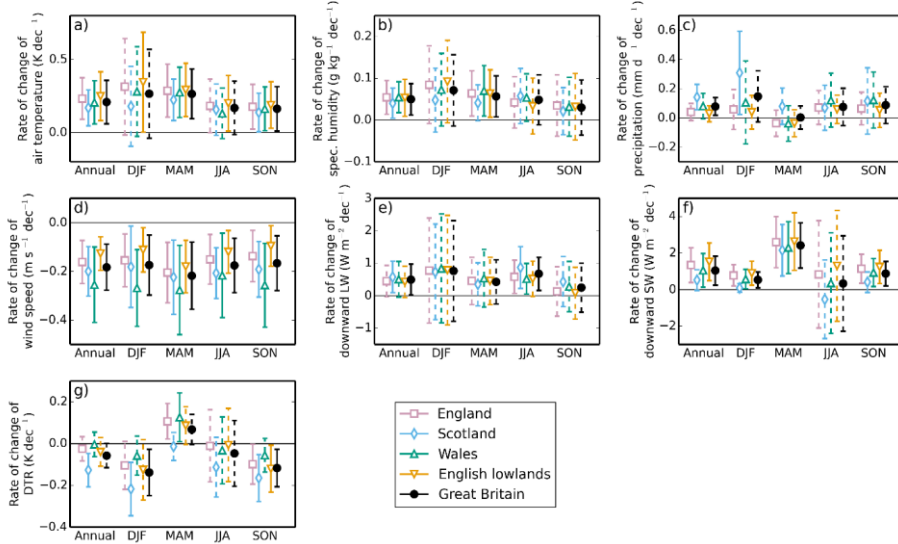 a)
Rate of change of
air temperature (K dec⁻¹)
0.5
0.0
Annual DJF MAM JJA SON
b)
Rate of change of
spec. humidity (g kg⁻¹ dec⁻¹)
0.2
0.1
0.0
−0.1
Annual DJF MAM JJA SON
c)
Rate of change of
precipitation (mm d⁻¹ dec⁻¹)
0.6
0.4
0.2
0.0
−0.2
Annual DJF MAM JJA SON
d)
Rate of change of
wind speed (m s⁻¹ dec⁻¹)
0.0
−0.2
−0.4
Annual DJF MAM JJA SON
e)
Rate of change of
downward LW (W m⁻² dec⁻¹)
3
2
1
0
−1
Annual DJF MAM JJA SON
f)
Rate of change of
downward SW (W m⁻² dec⁻¹)
4
2
0
−2
Annual DJF MAM JJA SON
g)
Rate of change of
DTR (K dec⁻¹)
0.2
0.0
−0.2
−0.4
Annual DJF MAM JJA SON
England
Scotland
Wales
English lowlands
Great Britain